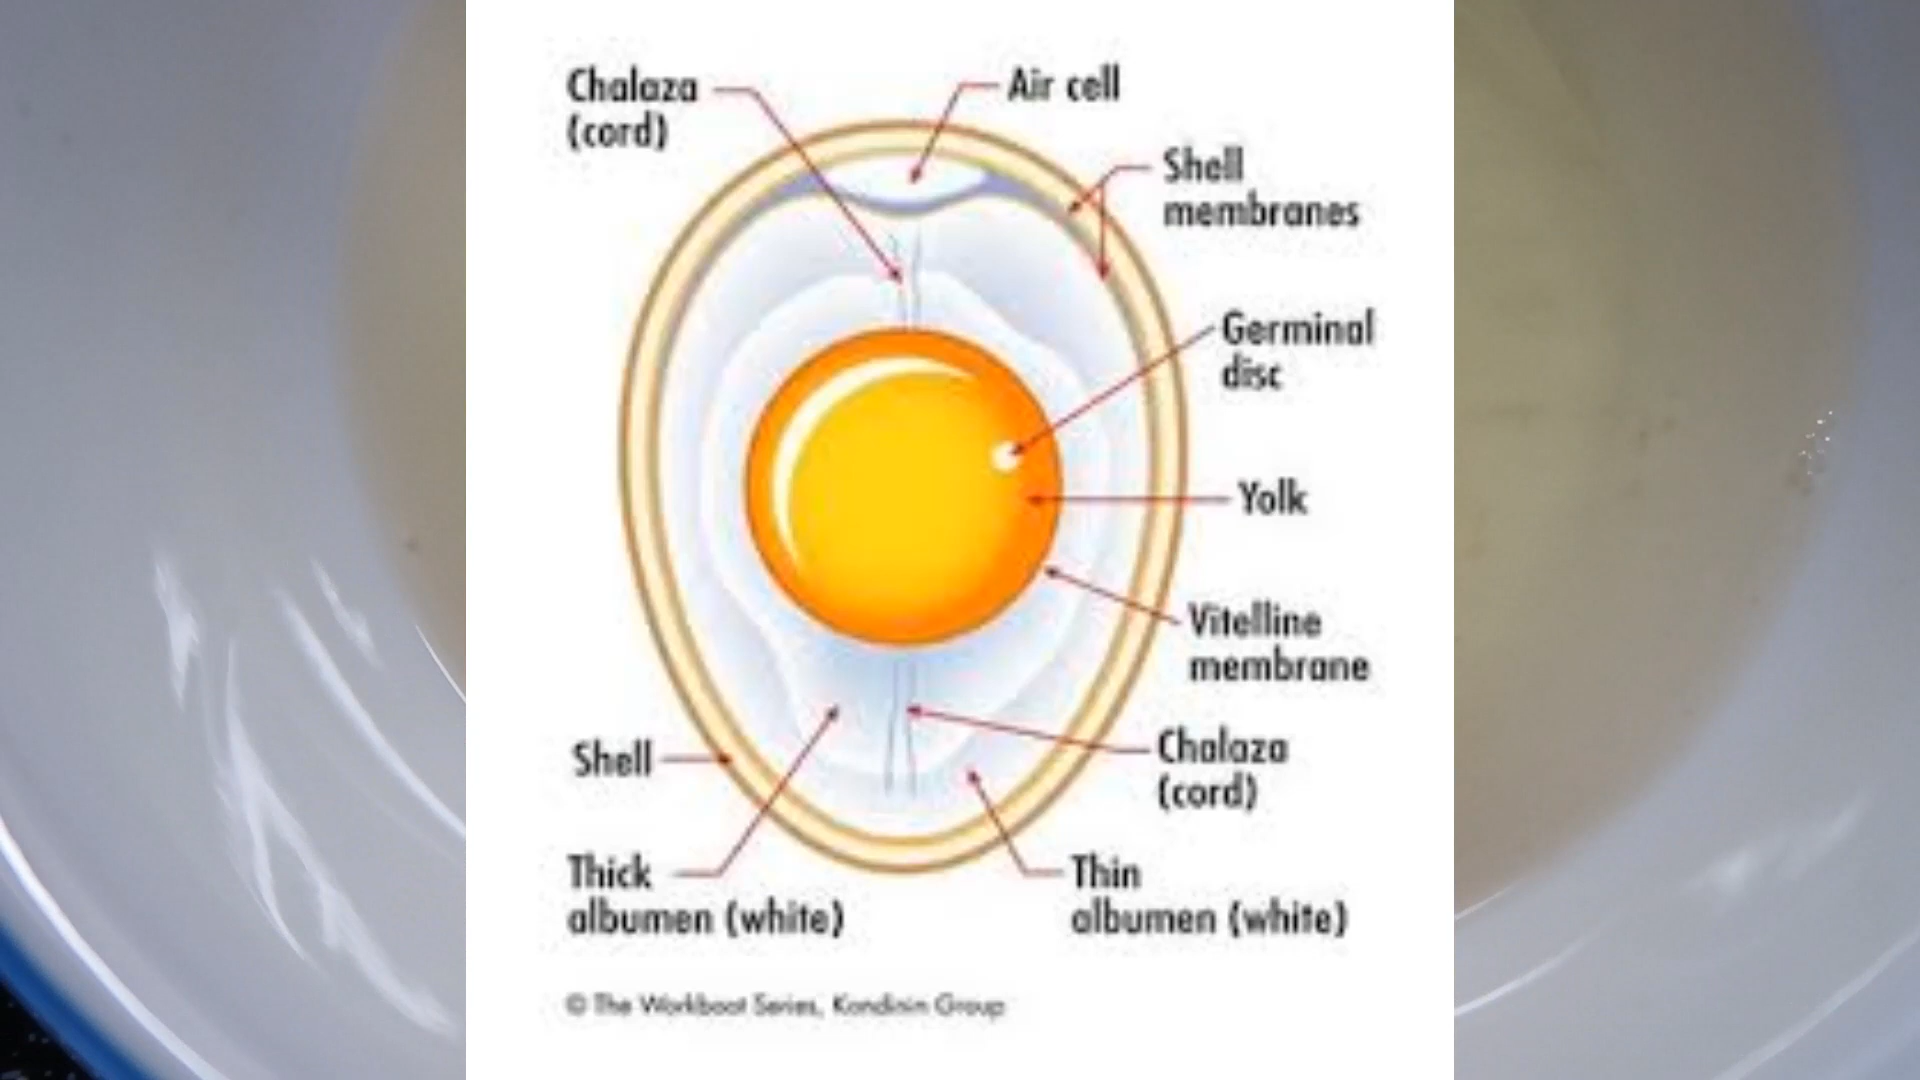 Chalaza
(cord)
Air cell
Shell
membranes
Germinal
disc
Yolk
Vitelline
membrane
Shell
Chalaza
(cord)
Thick
albumen (white)
Thin
albumen (white)
© The Workboot Series, Kondinin Group